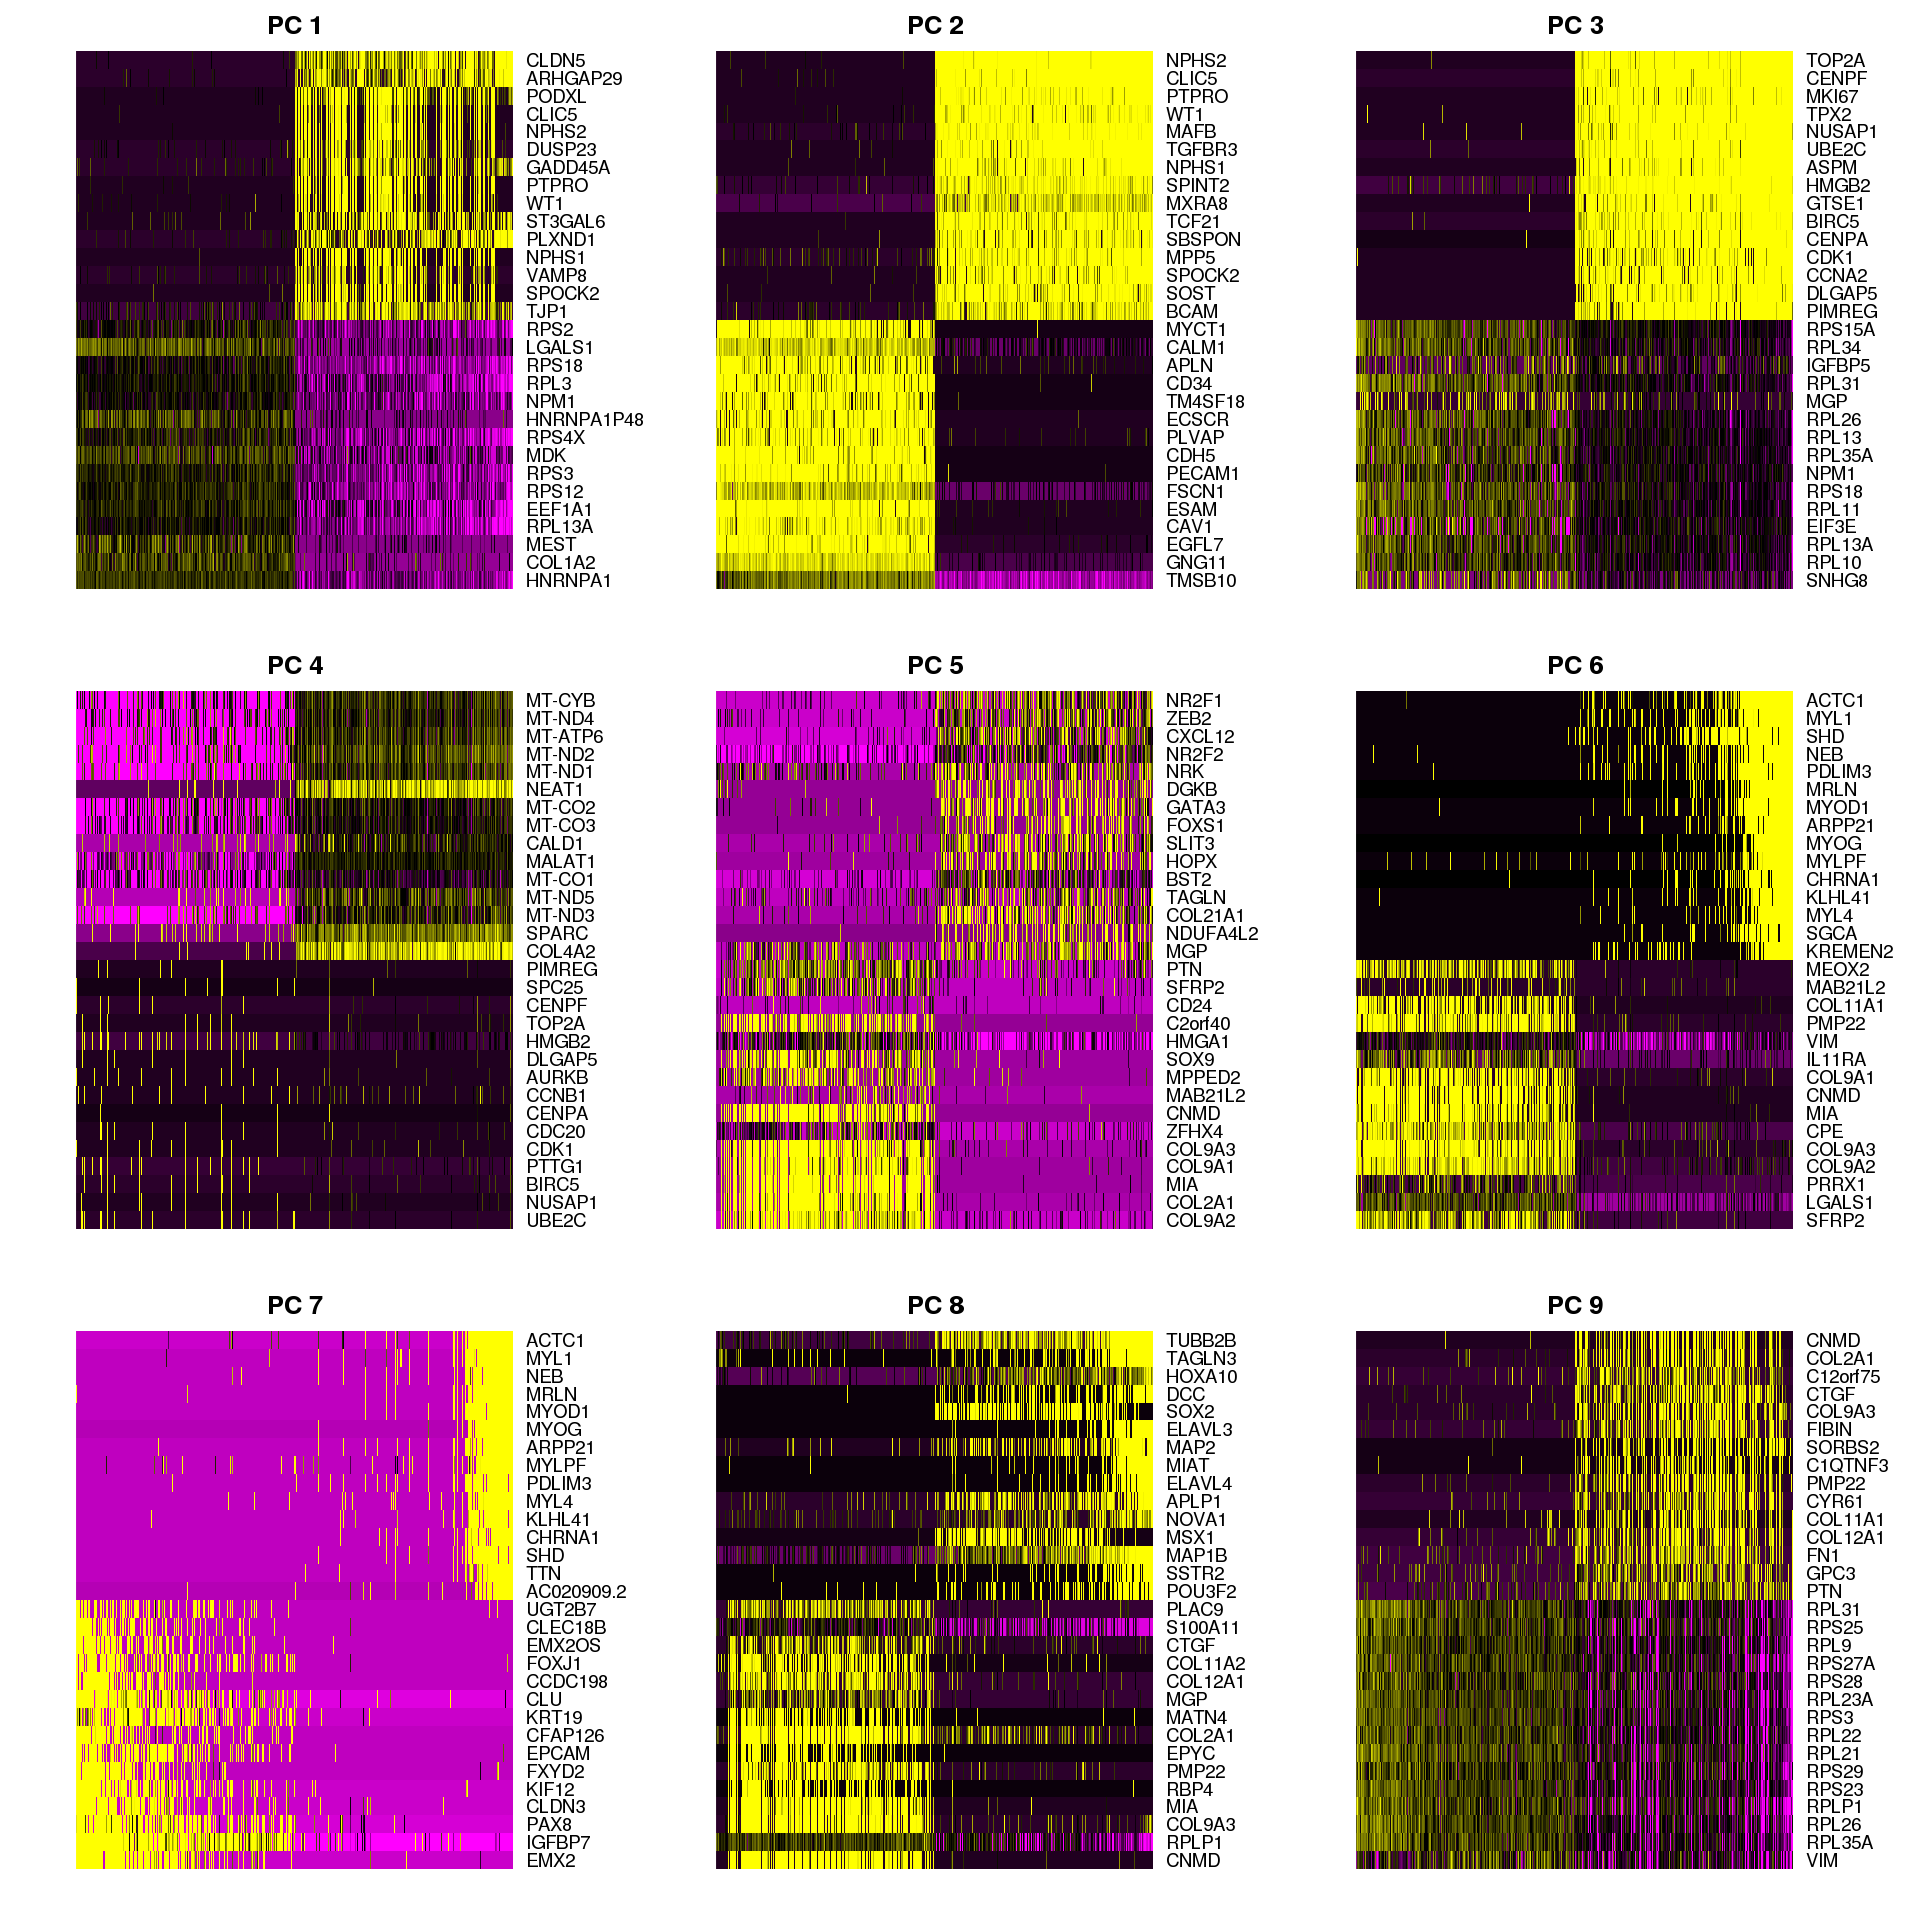 PC 1
CLDN5
ARHGAP29
PODXL
CLIC5
NPHS2
DUSP23
GADD45A
PTPRO
WT1
ST3GAL6
PLXND1
NPHS1
VAMP8
SPOCK2
TJP1
RPS2
LGALS1
RPS18
RPL3
NPM1
HNRNPA1P48
RPS4X
MDK
RPS3
RPS12
EEF1A1
RPL13A
MEST
COL1A2
HNRNPA1
PC 2
NPHS2
CLIC5
PTPRO
WT1
MAFB
TGFBR3
NPHS1
SPINT2
MXRA8
TCF21
SBSPON
MPP5
SPOCK2
SOST
BCAM
MYCT1
CALM1
APLN
CD34
TM4SF18
ECSCR
PLVAP
CDH5
PECAM1
FSCN1
ESAM
CAV1
EGFL7
GNG11
TMSB10
PC 3
TOP2A
CENPF
MKI67
TPX2
NUSAP1
UBE2C
ASPM
HMGB2
GTSE1
BIRC5
CENPA
CDK1
CCNA2
DLGAP5
PIMREG
RPS15A
RPL34
IGFBP5
RPL31
MGP
RPL26
RPL13
RPL35A
NPM1
RPS18
RPL11
EIF3E
RPL13A
RPL10
SNHG8
PC 4
MT-CYB
MT-ND4
MT-ATP6
MT-ND2
MT-ND1
NEAT1
MT-CO2
MT-CO3
CALD1
MALAT1
MT-CO1
MT-ND5
MT-ND3
SPARC
COL4A2
PIMREG
SPC25
CENPF
TOP2A
HMGB2
DLGAP5
AURKB
CCNB1
CENPA
CDC20
CDK1
PTTG1
BIRC5
NUSAP1
UBE2C
PC 5
NR2F1
ZEB2
CXCL12
NR2F2
NRK
DGKB
GATA3
FOXS1
SLIT3
HOPX
BST2
TAGLN
COL21A1
NDUFA4L2
MGP
PTN
SFRP2
CD24
C2orf40
HMGA1
SOX9
MPPED2
MAB21L2
CNMD
ZFHX4
COL9A3
COL9A1
MIA
COL2A1
COL9A2
PC 6
ACTC1
MYL1
SHD
NEB
PDLIM3
MRLN
MYOD1
ARPP21
MYOG
MYLPF
CHRNA1
KLHL41
MYL4
SGCA
KREMEN2
MEOX2
MAB21L2
COL11A1
PMP22
VIM
IL11RA
COL9A1
CNMD
MIA
CPE
COL9A3
COL9A2
PRRX1
LGALS1
SFRP2
PC 7
ACTC1
MYL1
NEB
MRLN
MYOD1
MYOG
ARPP21
MYLPF
PDLIM3
MYL4
KLHL41
CHRNA1
SHD
TTN
AC020909.2
UGT2B7
CLEC18B
EMX2OS
FOXJ1
CCDC198
CLU
KRT19
CFAP126
EPCAM
FXYD2
KIF12
CLDN3
PAX8
IGFBP7
EMX2
PC 8
TUBB2B
TAGLN3
HOXA10
DCC
SOX2
ELAVL3
MAP2
MIAT
ELAVL4
APLP1
NOVA1
MSX1
MAP1B
SSTR2
POU3F2
PLAC9
S100A11
CTGF
COL11A2
COL12A1
MGP
MATN4
COL2A1
EPYC
PMP22
RBP4
MIA
COL9A3
RPLP1
CNMD
PC 9
CNMD
COL2A1
C12orf75
CTGF
COL9A3
FIBIN
SORBS2
C1QTNF3
PMP22
CYR61
COL11A1
COL12A1
FN1
GPC3
PTN
RPL31
RPS25
RPL9
RPS27A
RPS28
RPL23A
RPS3
RPL22
RPL21
RPS29
RPS23
RPLP1
RPL26
RPL35A
VIM